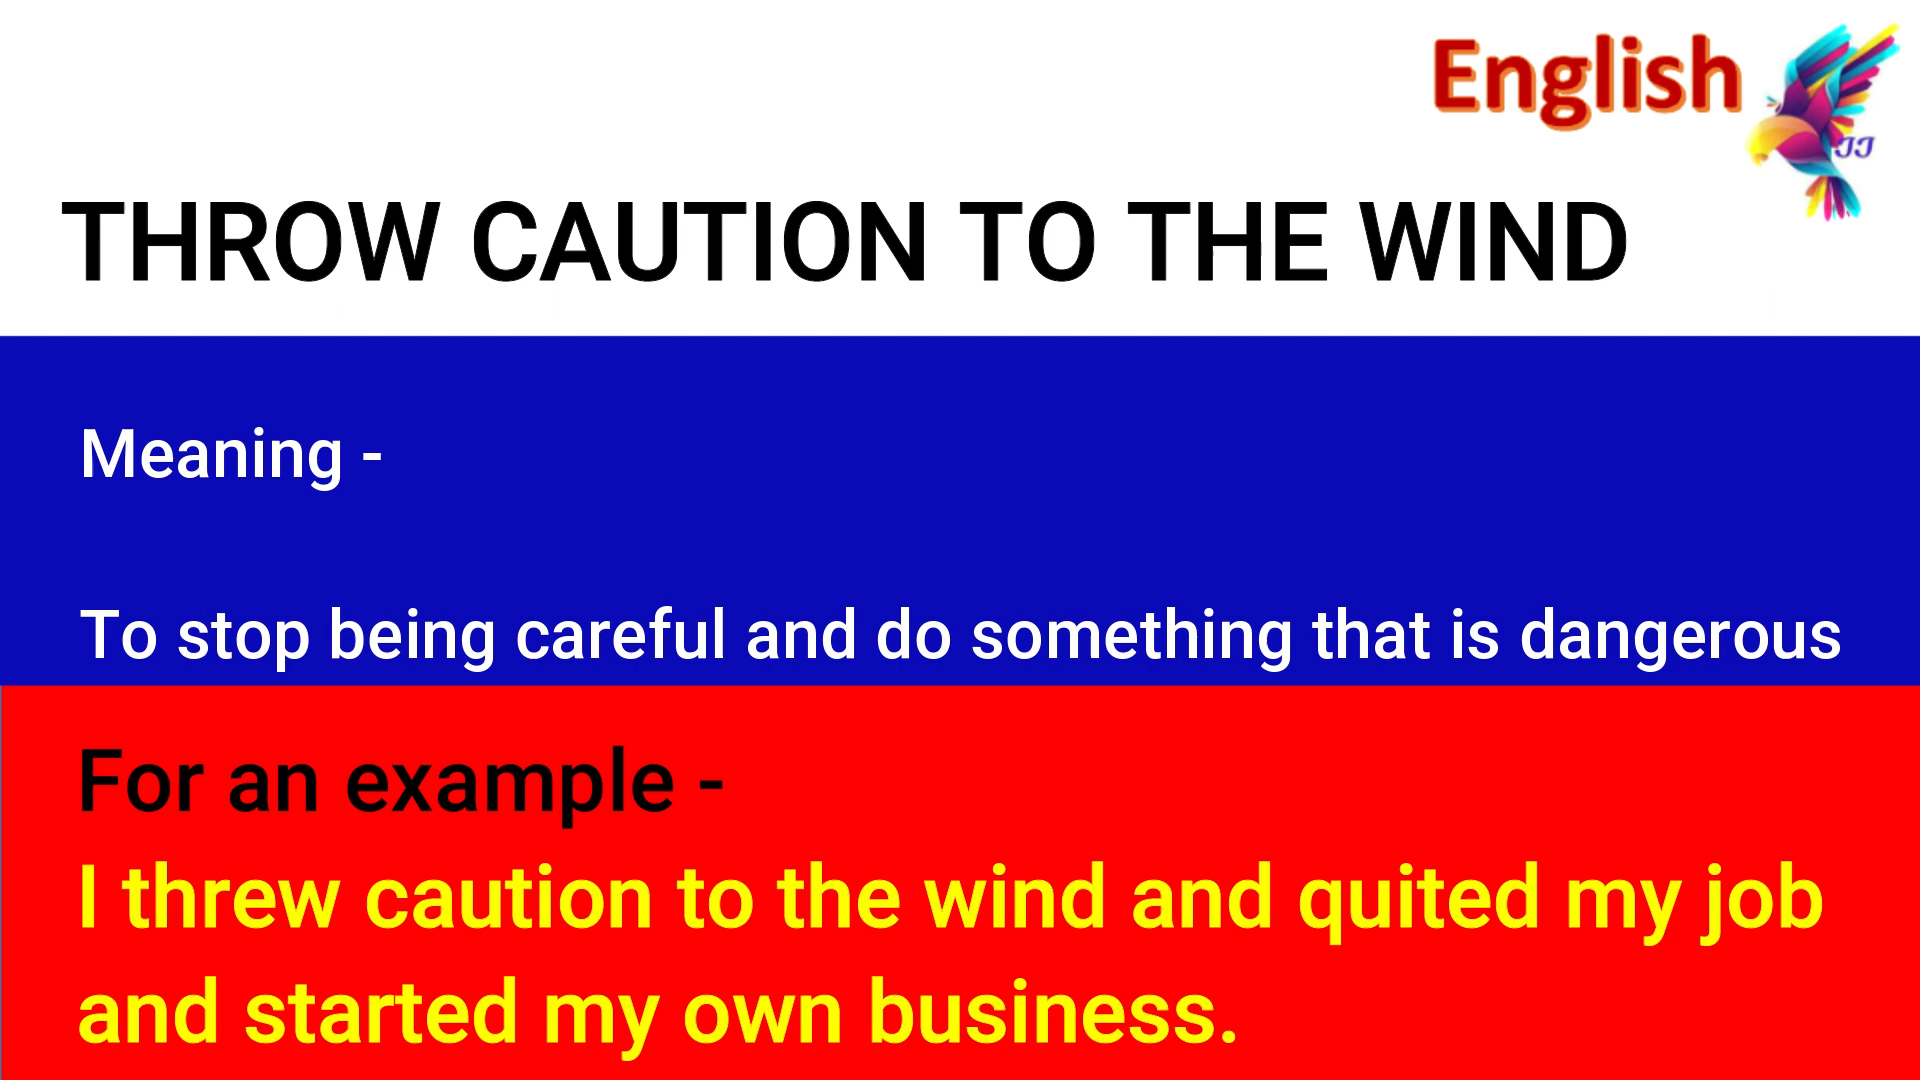 English
JJ
THROW CAUTION TO THE WIND
Meaning -
To stop being careful and do something that is dangerous
For an example -
I threw caution to the wind and quited my job
and started my own business.